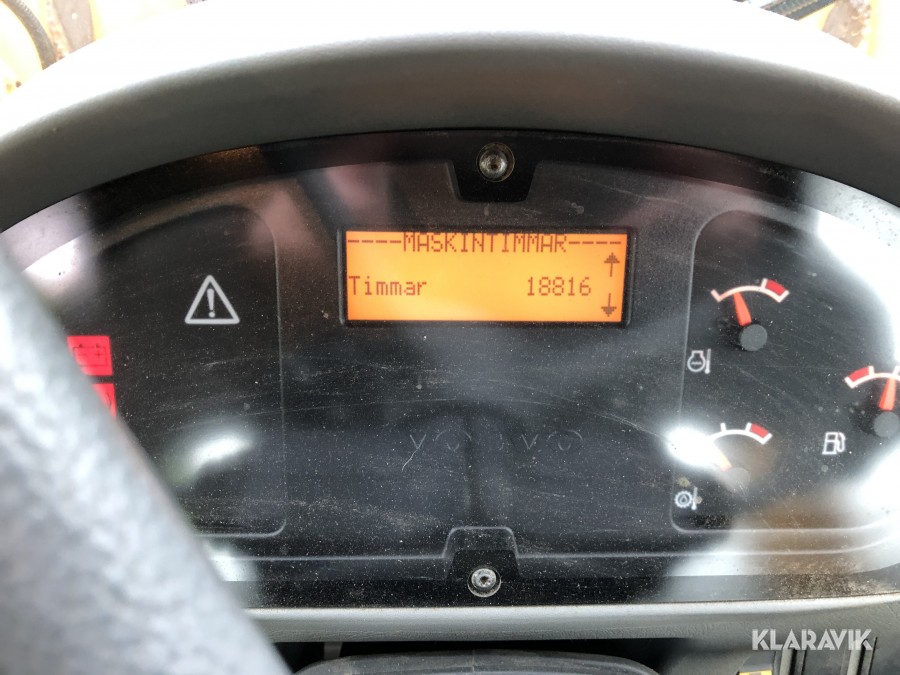 ----MASKINTIMMAR---
Timmar 18816
KLARAVIK